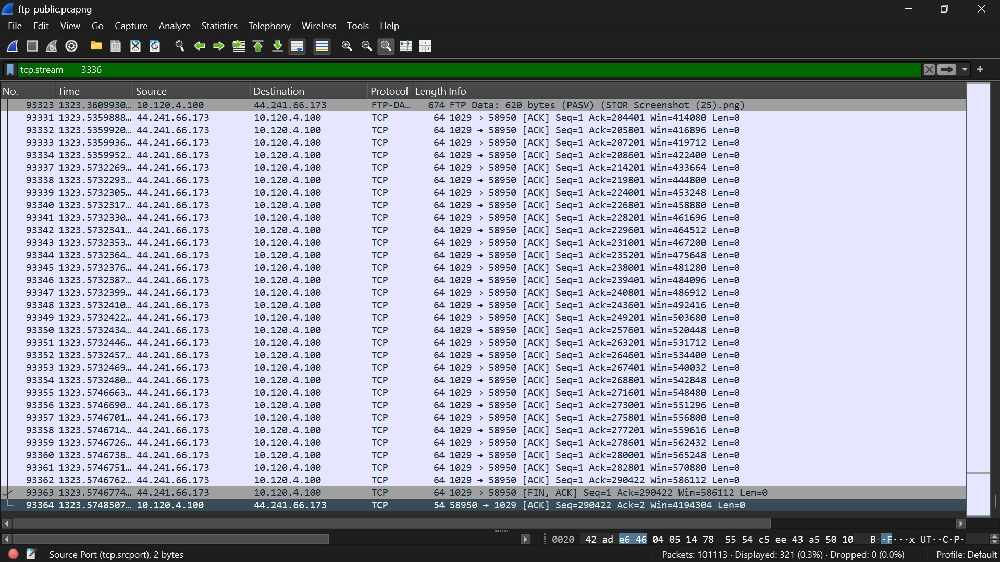 ftp_public.pcapng
File Edit View Go Capture Analyze Statistics Telephony Wireless Tools Help
tcp.stream == 3336
No. Time Source Destination Protocol Length Info
93323 1323.3609930… 10.120.4.100 44.241.66.173 FTP-DA… 674 FTP Data: 620 bytes (PASV) (STOR Screenshot (25).png)
93331 1323.5359888… 44.241.66.173 10.120.4.100 TCP 64 1029 → 58950 [ACK] Seq=1 Ack=204401 Win=414080 Len=0
93332 1323.5359920… 44.241.66.173 10.120.4.100 TCP 64 1029 → 58950 [ACK] Seq=1 Ack=205801 Win=416896 Len=0
93333 1323.5359936… 44.241.66.173 10.120.4.100 TCP 64 1029 → 58950 [ACK] Seq=1 Ack=207201 Win=419712 Len=0
93334 1323.5359952… 44.241.66.173 10.120.4.100 TCP 64 1029 → 58950 [ACK] Seq=1 Ack=208601 Win=422400 Len=0
93337 1323.5732269… 44.241.66.173 10.120.4.100 TCP 64 1029 → 58950 [ACK] Seq=1 Ack=214201 Win=433664 Len=0
93338 1323.5732293… 44.241.66.173 10.120.4.100 TCP 64 1029 → 58950 [ACK] Seq=1 Ack=219801 Win=444800 Len=0
93339 1323.5732305… 44.241.66.173 10.120.4.100 TCP 64 1029 → 58950 [ACK] Seq=1 Ack=224001 Win=453248 Len=0
93340 1323.5732317… 44.241.66.173 10.120.4.100 TCP 64 1029 → 58950 [ACK] Seq=1 Ack=226801 Win=458880 Len=0
93341 1323.5732330… 44.241.66.173 10.120.4.100 TCP 64 1029 → 58950 [ACK] Seq=1 Ack=228201 Win=461696 Len=0
93342 1323.5732341… 44.241.66.173 10.120.4.100 TCP 64 1029 → 58950 [ACK] Seq=1 Ack=229601 Win=464512 Len=0
93343 1323.5732353… 44.241.66.173 10.120.4.100 TCP 64 1029 → 58950 [ACK] Seq=1 Ack=231001 Win=467200 Len=0
93344 1323.5732364… 44.241.66.173 10.120.4.100 TCP 64 1029 → 58950 [ACK] Seq=1 Ack=235201 Win=475648 Len=0
93345 1323.5732376… 44.241.66.173 10.120.4.100 TCP 64 1029 → 58950 [ACK] Seq=1 Ack=238001 Win=481280 Len=0
93346 1323.5732387… 44.241.66.173 10.120.4.100 TCP 64 1029 → 58950 [ACK] Seq=1 Ack=239401 Win=484096 Len=0
93347 1323.5732399… 44.241.66.173 10.120.4.100 TCP 64 1029 → 58950 [ACK] Seq=1 Ack=240801 Win=486912 Len=0
93348 1323.5732410… 44.241.66.173 10.120.4.100 TCP 64 1029 → 58950 [ACK] Seq=1 Ack=243601 Win=492416 Len=0
93349 1323.5732422… 44.241.66.173 10.120.4.100 TCP 64 1029 → 58950 [ACK] Seq=1 Ack=249201 Win=503680 Len=0
93350 1323.5732434… 44.241.66.173 10.120.4.100 TCP 64 1029 → 58950 [ACK] Seq=1 Ack=257601 Win=520448 Len=0
93351 1323.5732446… 44.241.66.173 10.120.4.100 TCP 64 1029 → 58950 [ACK] Seq=1 Ack=263201 Win=531712 Len=0
93352 1323.5732457… 44.241.66.173 10.120.4.100 TCP 64 1029 → 58950 [ACK] Seq=1 Ack=264601 Win=534400 Len=0
93353 1323.5732469… 44.241.66.173 10.120.4.100 TCP 64 1029 → 58950 [ACK] Seq=1 Ack=267401 Win=540032 Len=0
93354 1323.5732480… 44.241.66.173 10.120.4.100 TCP 64 1029 → 58950 [ACK] Seq=1 Ack=268801 Win=542848 Len=0
93355 1323.5746663… 44.241.66.173 10.120.4.100 TCP 64 1029 → 58950 [ACK] Seq=1 Ack=271601 Win=548480 Len=0
93356 1323.5746690… 44.241.66.173 10.120.4.100 TCP 64 1029 → 58950 [ACK] Seq=1 Ack=273001 Win=551296 Len=0
93357 1323.5746701… 44.241.66.173 10.120.4.100 TCP 64 1029 → 58950 [ACK] Seq=1 Ack=275801 Win=556800 Len=0
93358 1323.5746714… 44.241.66.173 10.120.4.100 TCP 64 1029 → 58950 [ACK] Seq=1 Ack=277201 Win=559616 Len=0
93359 1323.5746726… 44.241.66.173 10.120.4.100 TCP 64 1029 → 58950 [ACK] Seq=1 Ack=278601 Win=562432 Len=0
93360 1323.5746738… 44.241.66.173 10.120.4.100 TCP 64 1029 → 58950 [ACK] Seq=1 Ack=280001 Win=565248 Len=0
93361 1323.5746751… 44.241.66.173 10.120.4.100 TCP 64 1029 → 58950 [ACK] Seq=1 Ack=282801 Win=570880 Len=0
93362 1323.5746762… 44.241.66.173 10.120.4.100 TCP 64 1029 → 58950 [ACK] Seq=1 Ack=290422 Win=586112 Len=0
93363 1323.5746774… 44.241.66.173 10.120.4.100 TCP 64 1029 → 58950 [FIN, ACK] Seq=1 Ack=290422 Win=586112 Len=0
93364 1323.5748507… 10.120.4.100 44.241.66.173 TCP 54 58950 → 1029 [ACK] Seq=290422 Ack=2 Win=4194304 Len=0
0020 42 ad e6 46 04 05 14 78 55 54 c5 ee 43 a5 50 10 B··F···x UT··C·P·
Source Port (tcp.srcport), 2 bytes Packets: 101113 · Displayed: 321 (0.3%) · Dropped: 0 (0.0%) Profile: Default